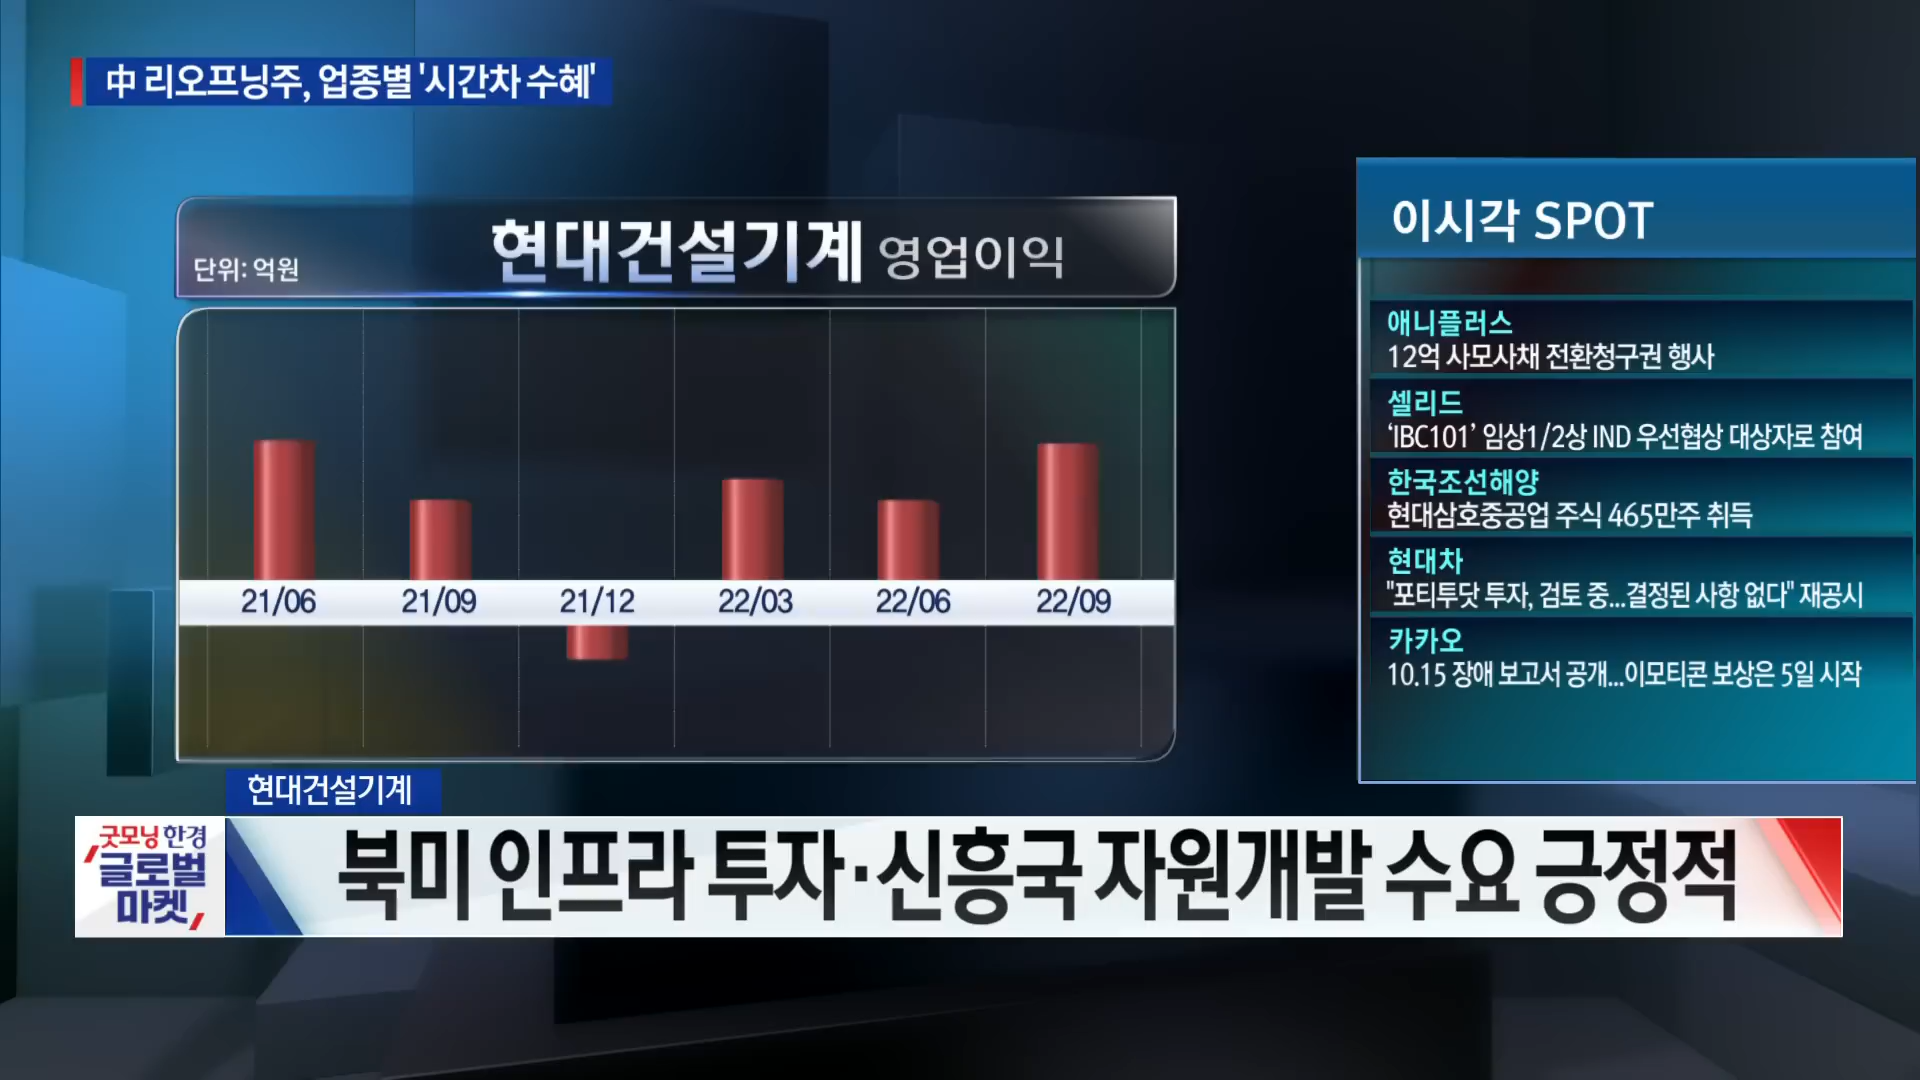 中 리오프닝주, 업종별 '시간차 수혜'
단위: 억원
현대건설기계 영업이익
21/06 21/09 21/12 22/03 22/06 22/09
이시각 SPOT
애니플러스
12억 사모사채 전환청구권 행사
셀리드
‘IBC101’ 임상1/2상 IND 우선협상 대상자로 참여
한국조선해양
현대삼호중공업 주식 465만주 취득
현대차
"포티투닷 투자, 검토 중...결정된 사항 없다" 재공시
카카오
10.15 장애 보고서 공개...이모티콘 보상은 5일 시작
현대건설기계
굿모닝 한경
글로벌
마켓
북미 인프라 투자·신흥국 자원개발 수요 긍정적